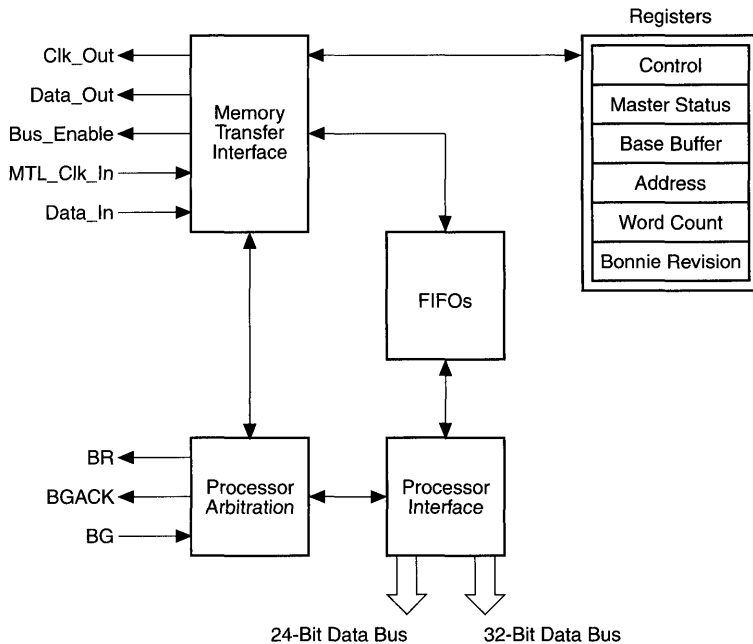 Registers
Clk_Out
Data_Out
Bus_Enable
MTL_Clk_In
Data_In
Memory
Transfer
Interface
Control
Master Status
Base Buffer
Address
Word Count
Bonnie Revision
FIFOs
BR
BGACK
BG
Processor
Arbitration
Processor
Interface
24-Bit Data Bus
32-Bit Data Bus